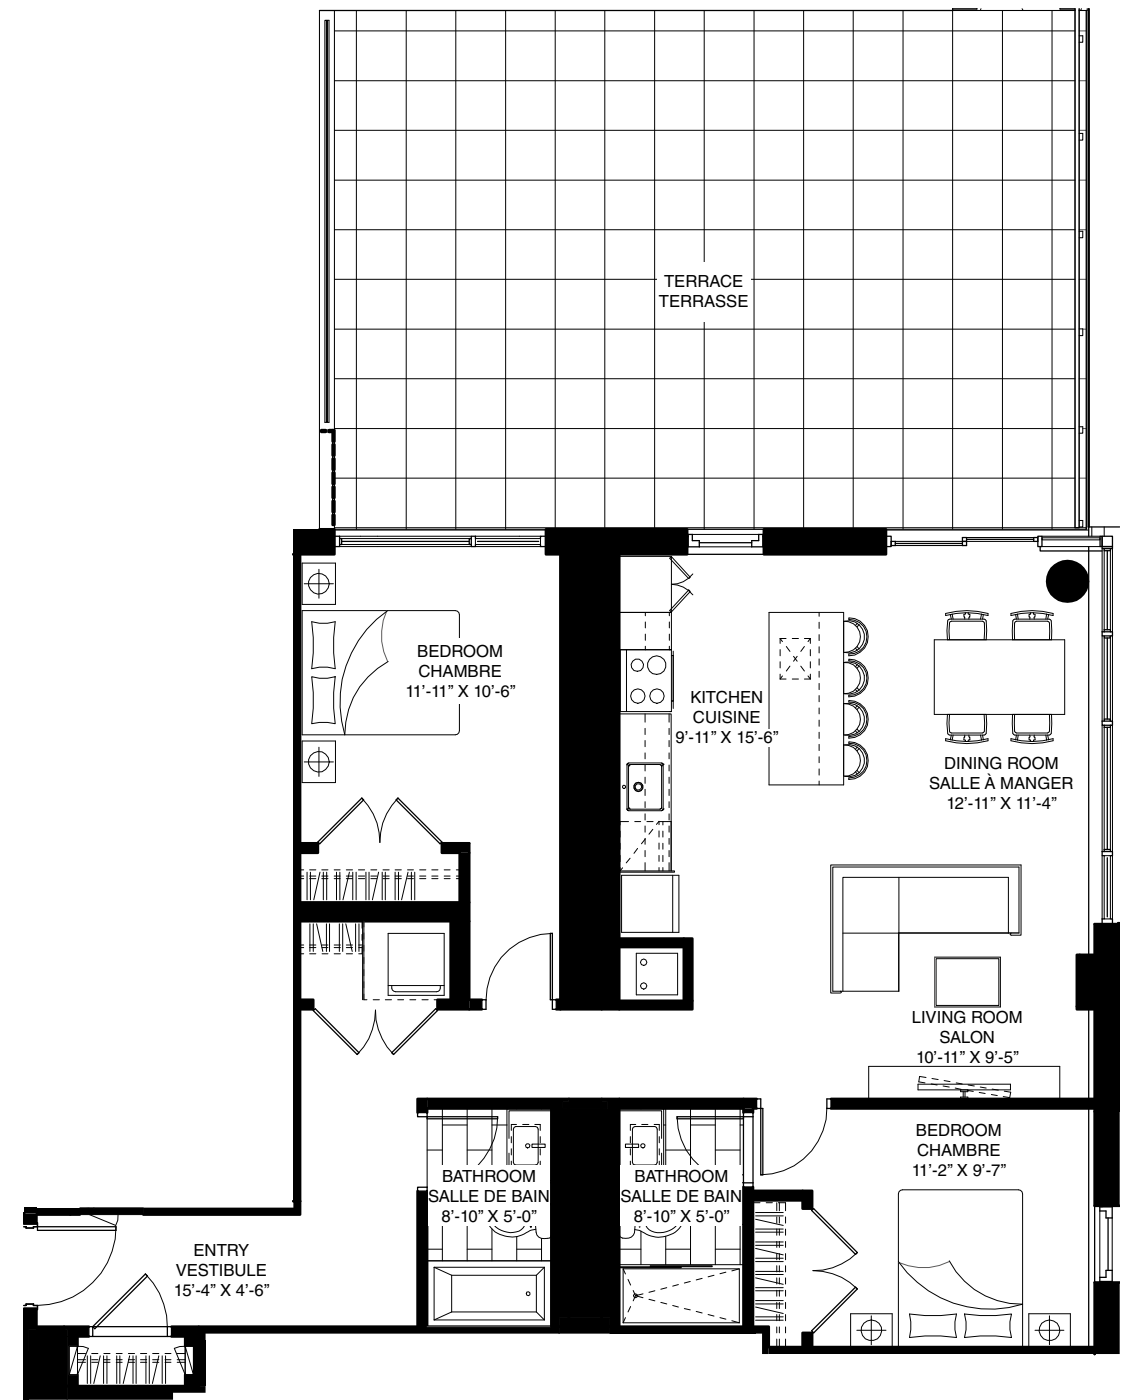 TERRACE
TERRASSE
BEDROOM
CHAMBRE
11’-11” X 10’-6”
KITCHEN
CUISINE
9’-11” X 15’-6”
DINING ROOM
SALLE À MANGER
12’-11” X 11’-4”
LIVING ROOM
SALON
10’-11” X 9’-5”
BEDROOM
CHAMBRE
11’-2” X 9’-7”
BATHROOM
SALLE DE BAIN
8’-10” X 5’-0”
BATHROOM
SALLE DE BAIN
8’-10” X 5’-0”
ENTRY
VESTIBULE
15’-4” X 4’-6”